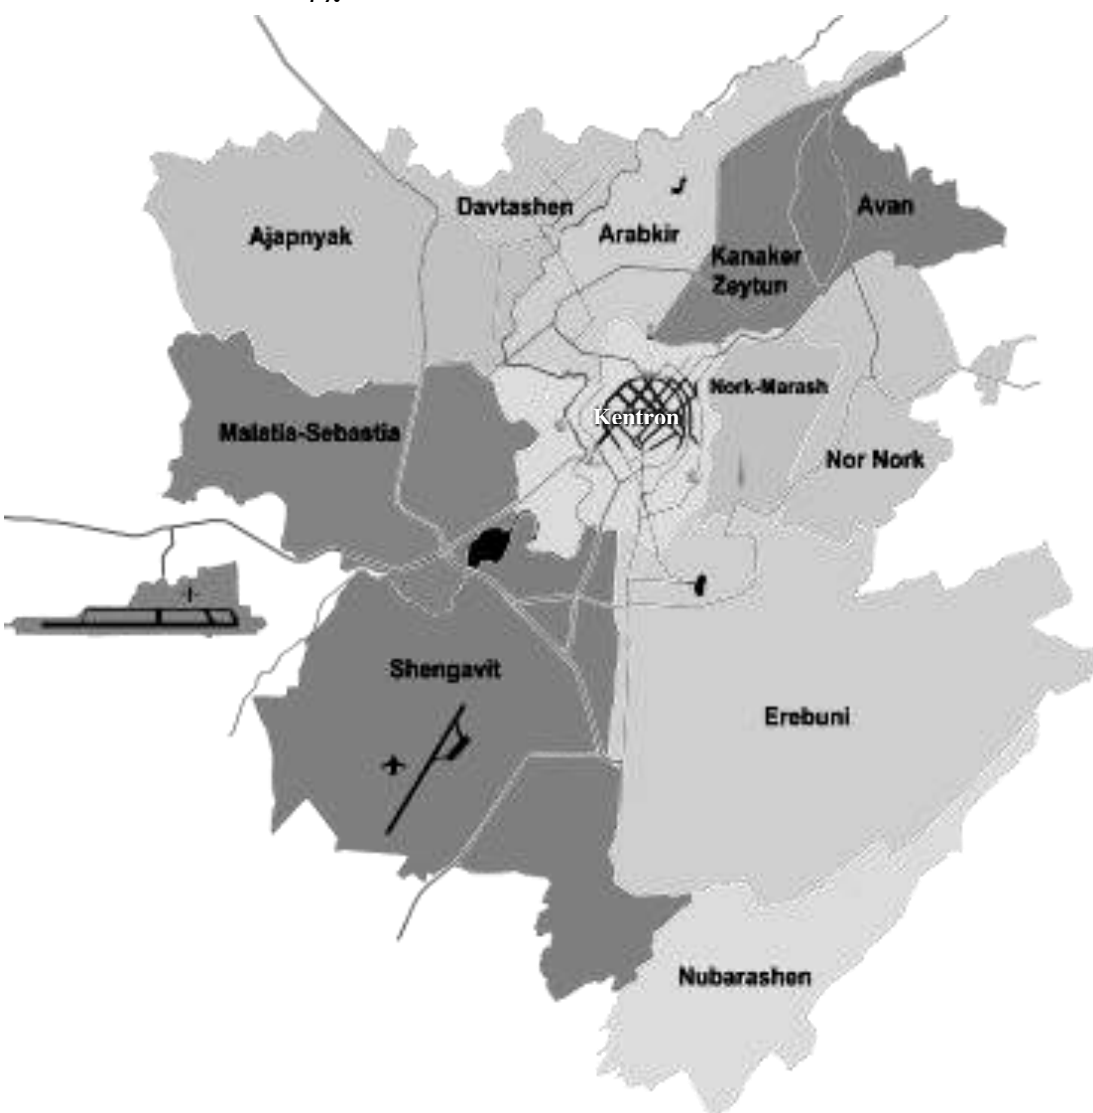 Davtashen
Avan
Ajapnyak
Arabkir
Kanaker
Zeytun
Nork-Marash
Kentron
Malatia-Sebastia
Nor Nork
Shengavit
Erebuni
Nubarashen